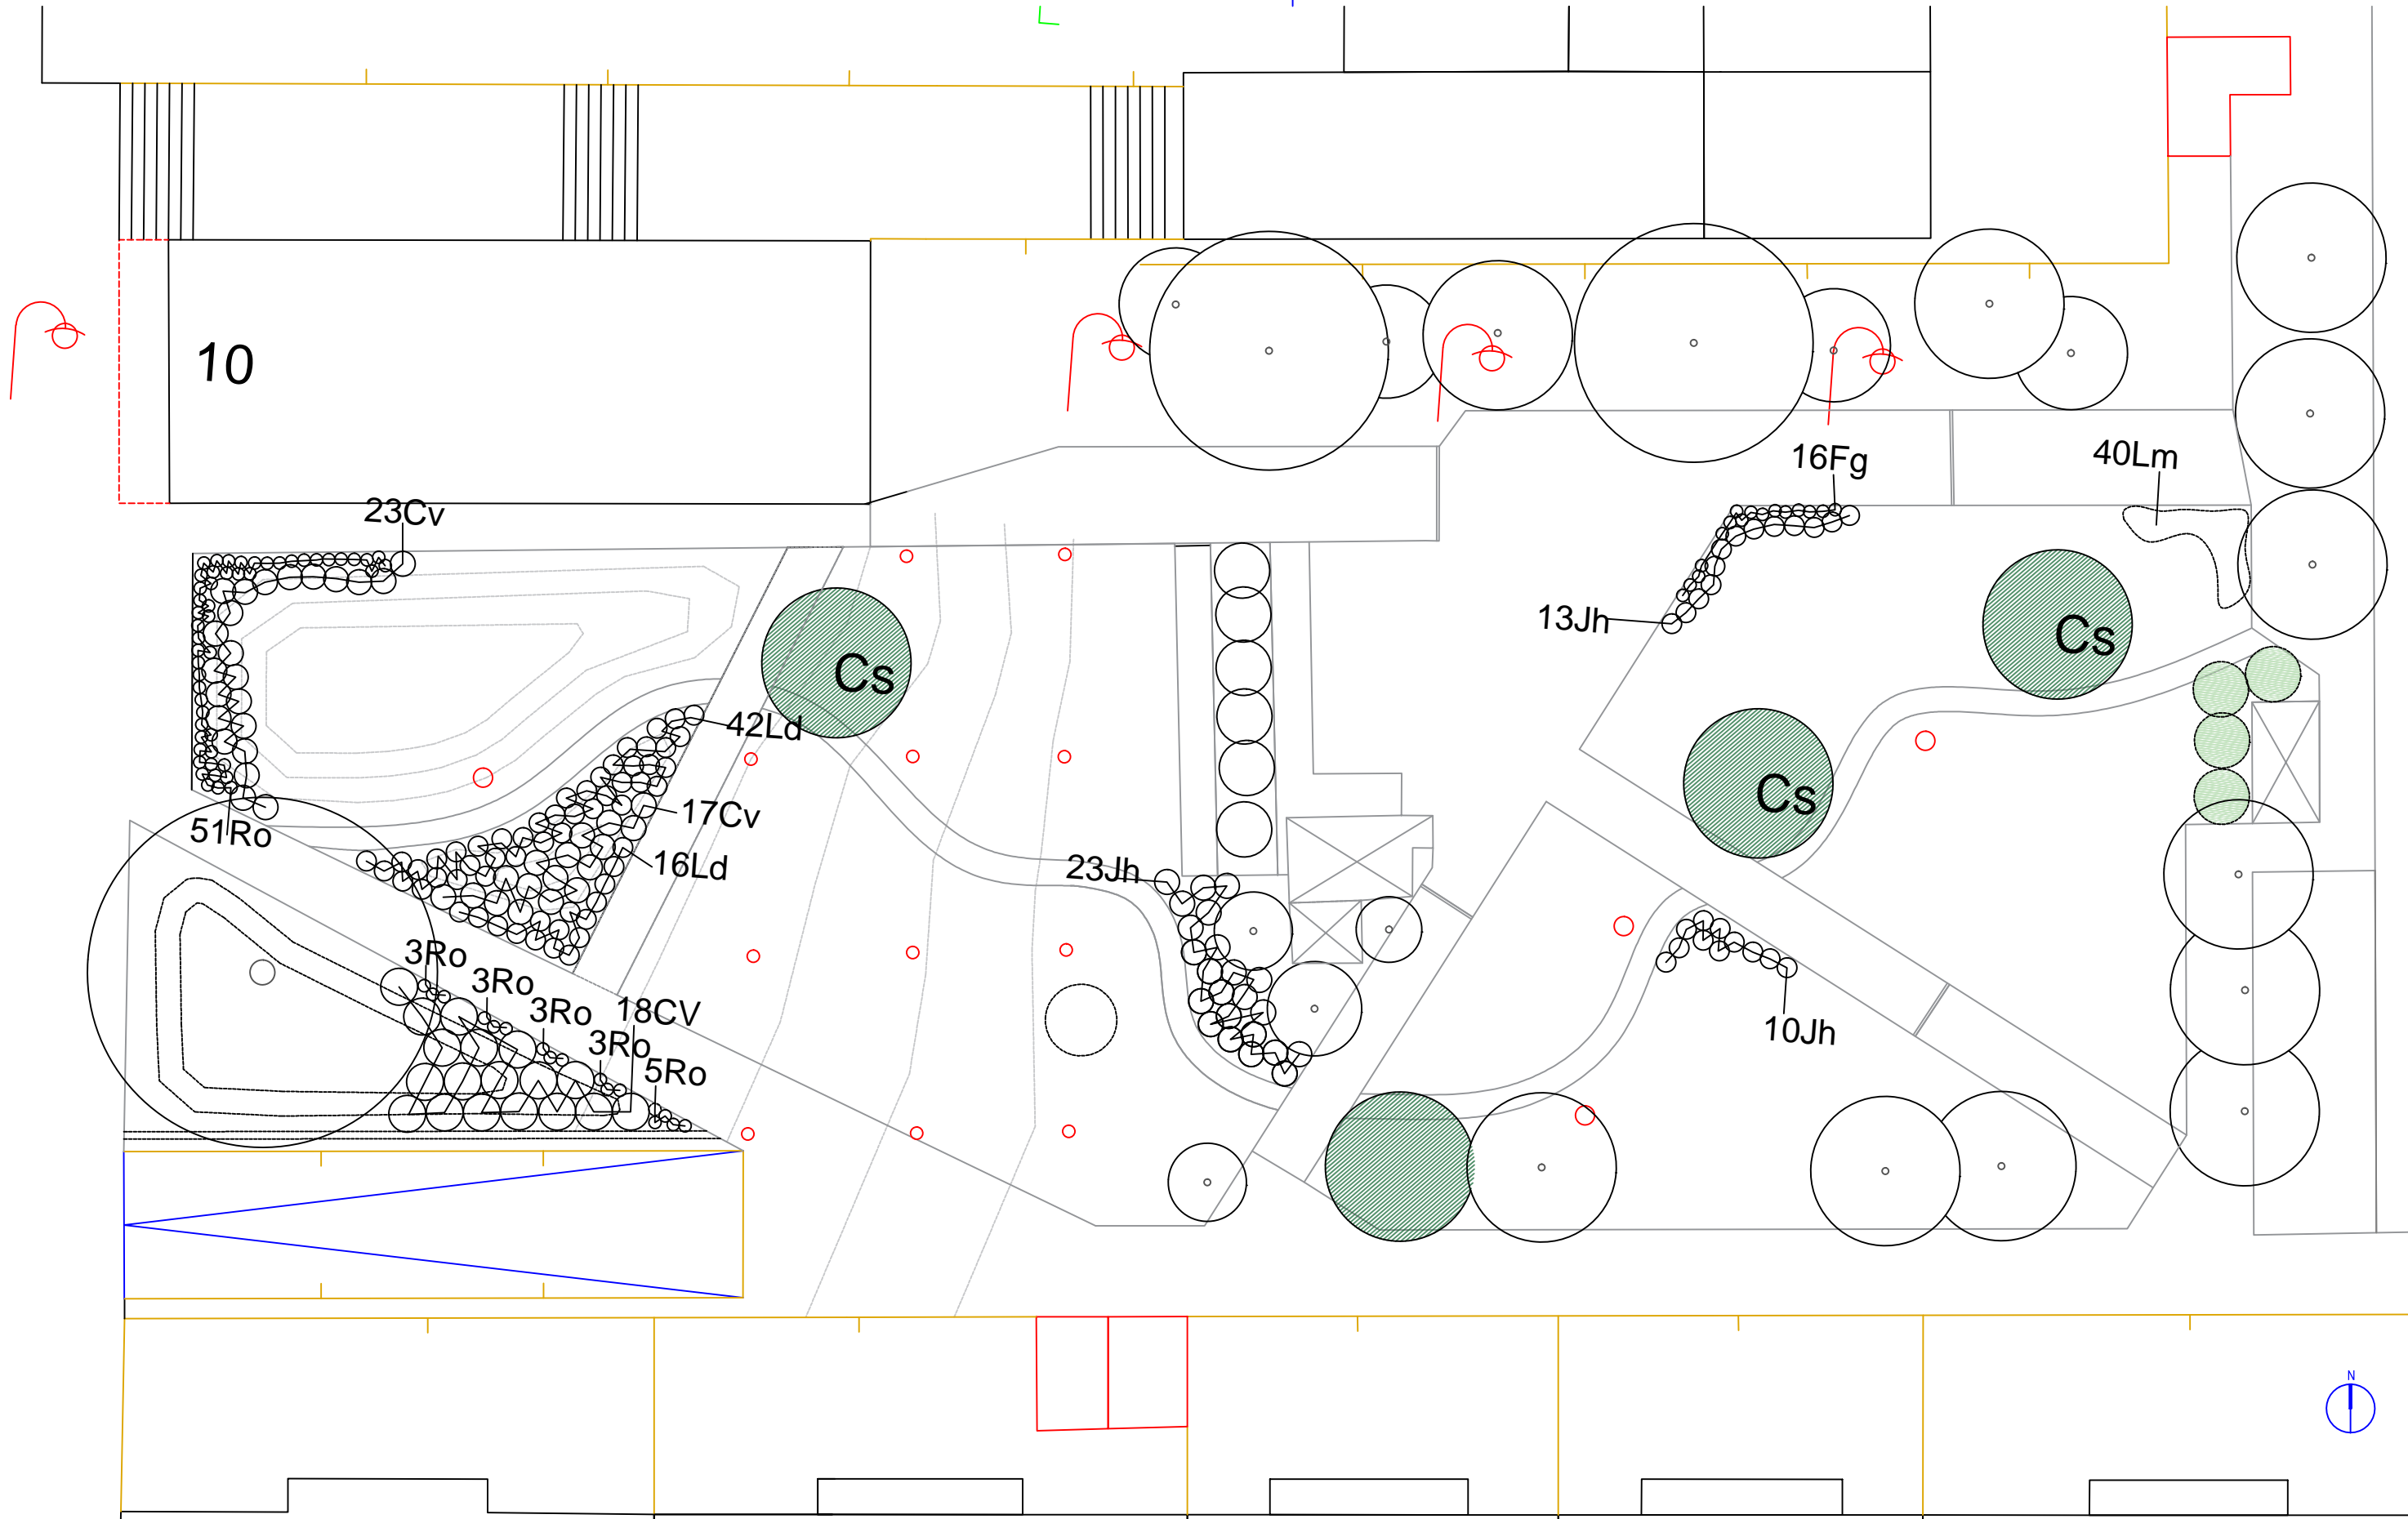 10
23Cv
16Fg
40Lm
13Jh
Cs
Cs
42Ld
Cs
17Cv
51Ro
16Ld
23Jh
3Ro
3Ro
3Ro
18CV
3Ro
10Jh
5Ro
N